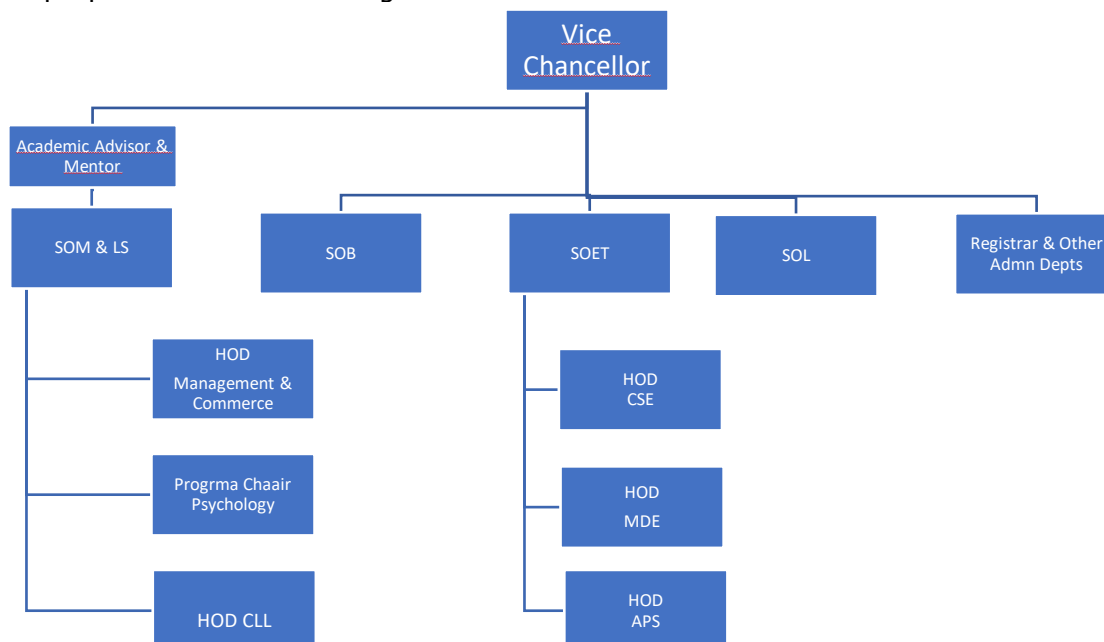 Vice
Chancellor
Academic Advisor &
Mentor
SOM & LS
SOB
SOET
SOL
Registrar & Other
Admn Depts
HOD
Management &
Commerce
Progrma Chaair
Psychology
HOD CLL
HOD
CSE
HOD
MDE
HOD
APS